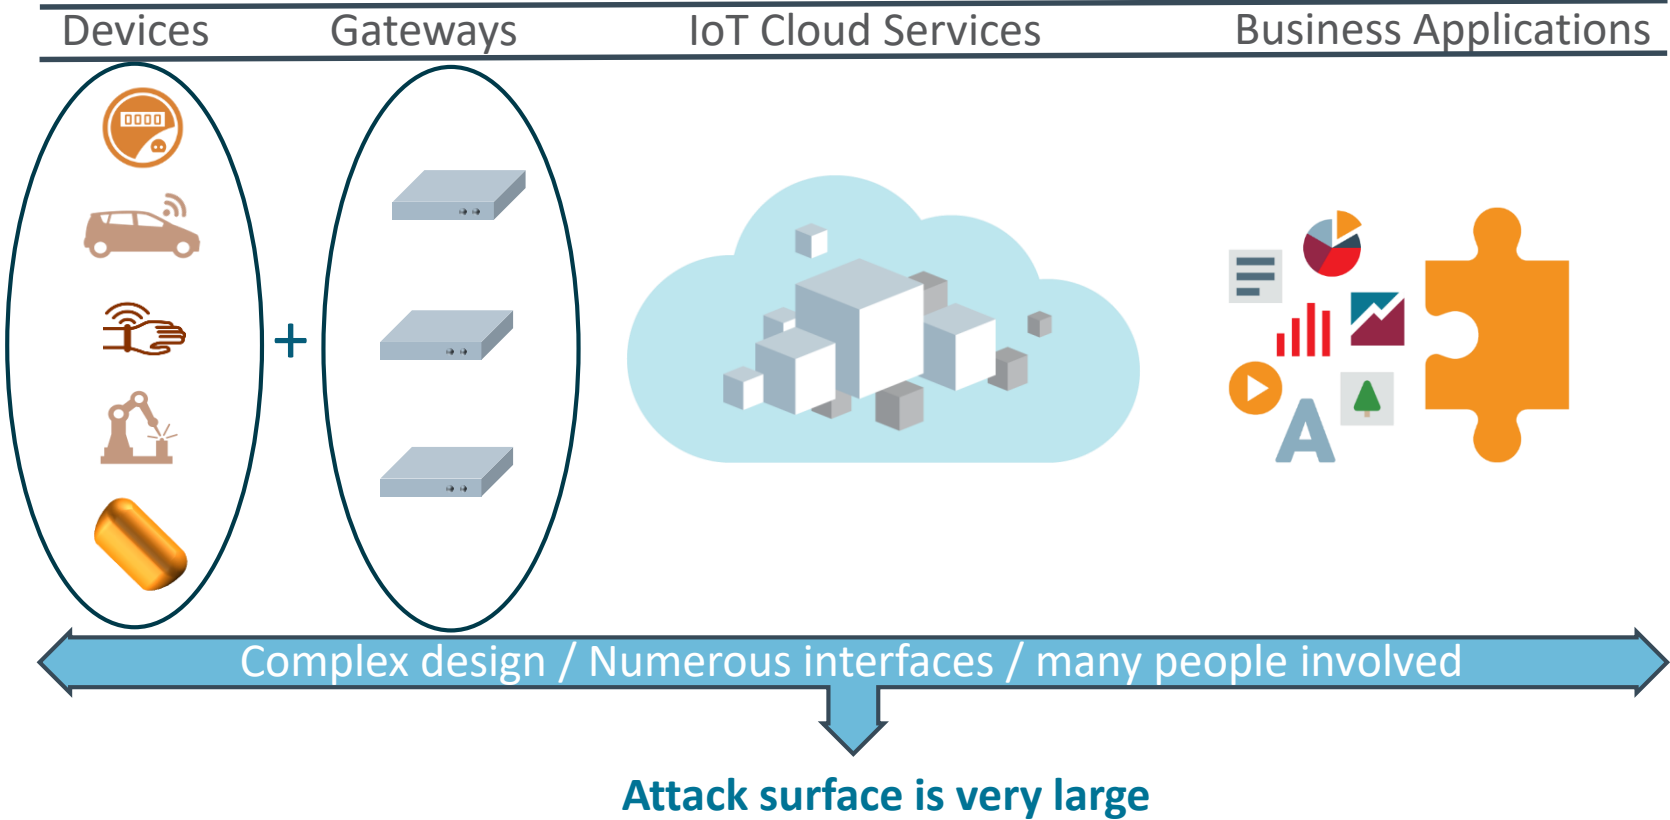 Devices Gateways IoT Cloud Services Business Applications
0000
+
A
Complex design / Numerous interfaces / many people involved
Attack surface is very large